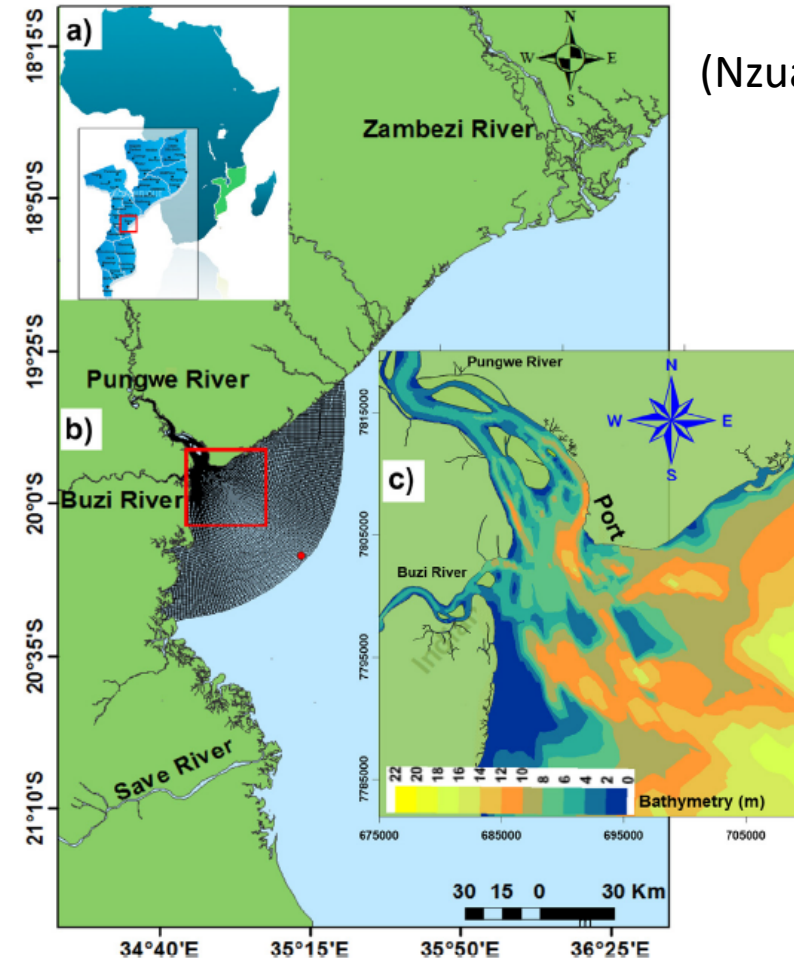 a)
N
W
E
S
(Nzua
Zambezi River
18°15'S
18°50'S
19°25'S
20°0'S
20°35'S
21°10'S
Pungwe River
b)
Buzi River
Save River
34°40'E
35°15'E
35°50'E
36°25'E
30 15 0 30 Km
c)
Pungwe River
N
W
E
S
Port
Buzi River
7815000
7805000
7795000
7785000
22 20 18 16 14 12 10 8 6 4 2 0
Bathymetry (m)
675000
685000
695000
705000